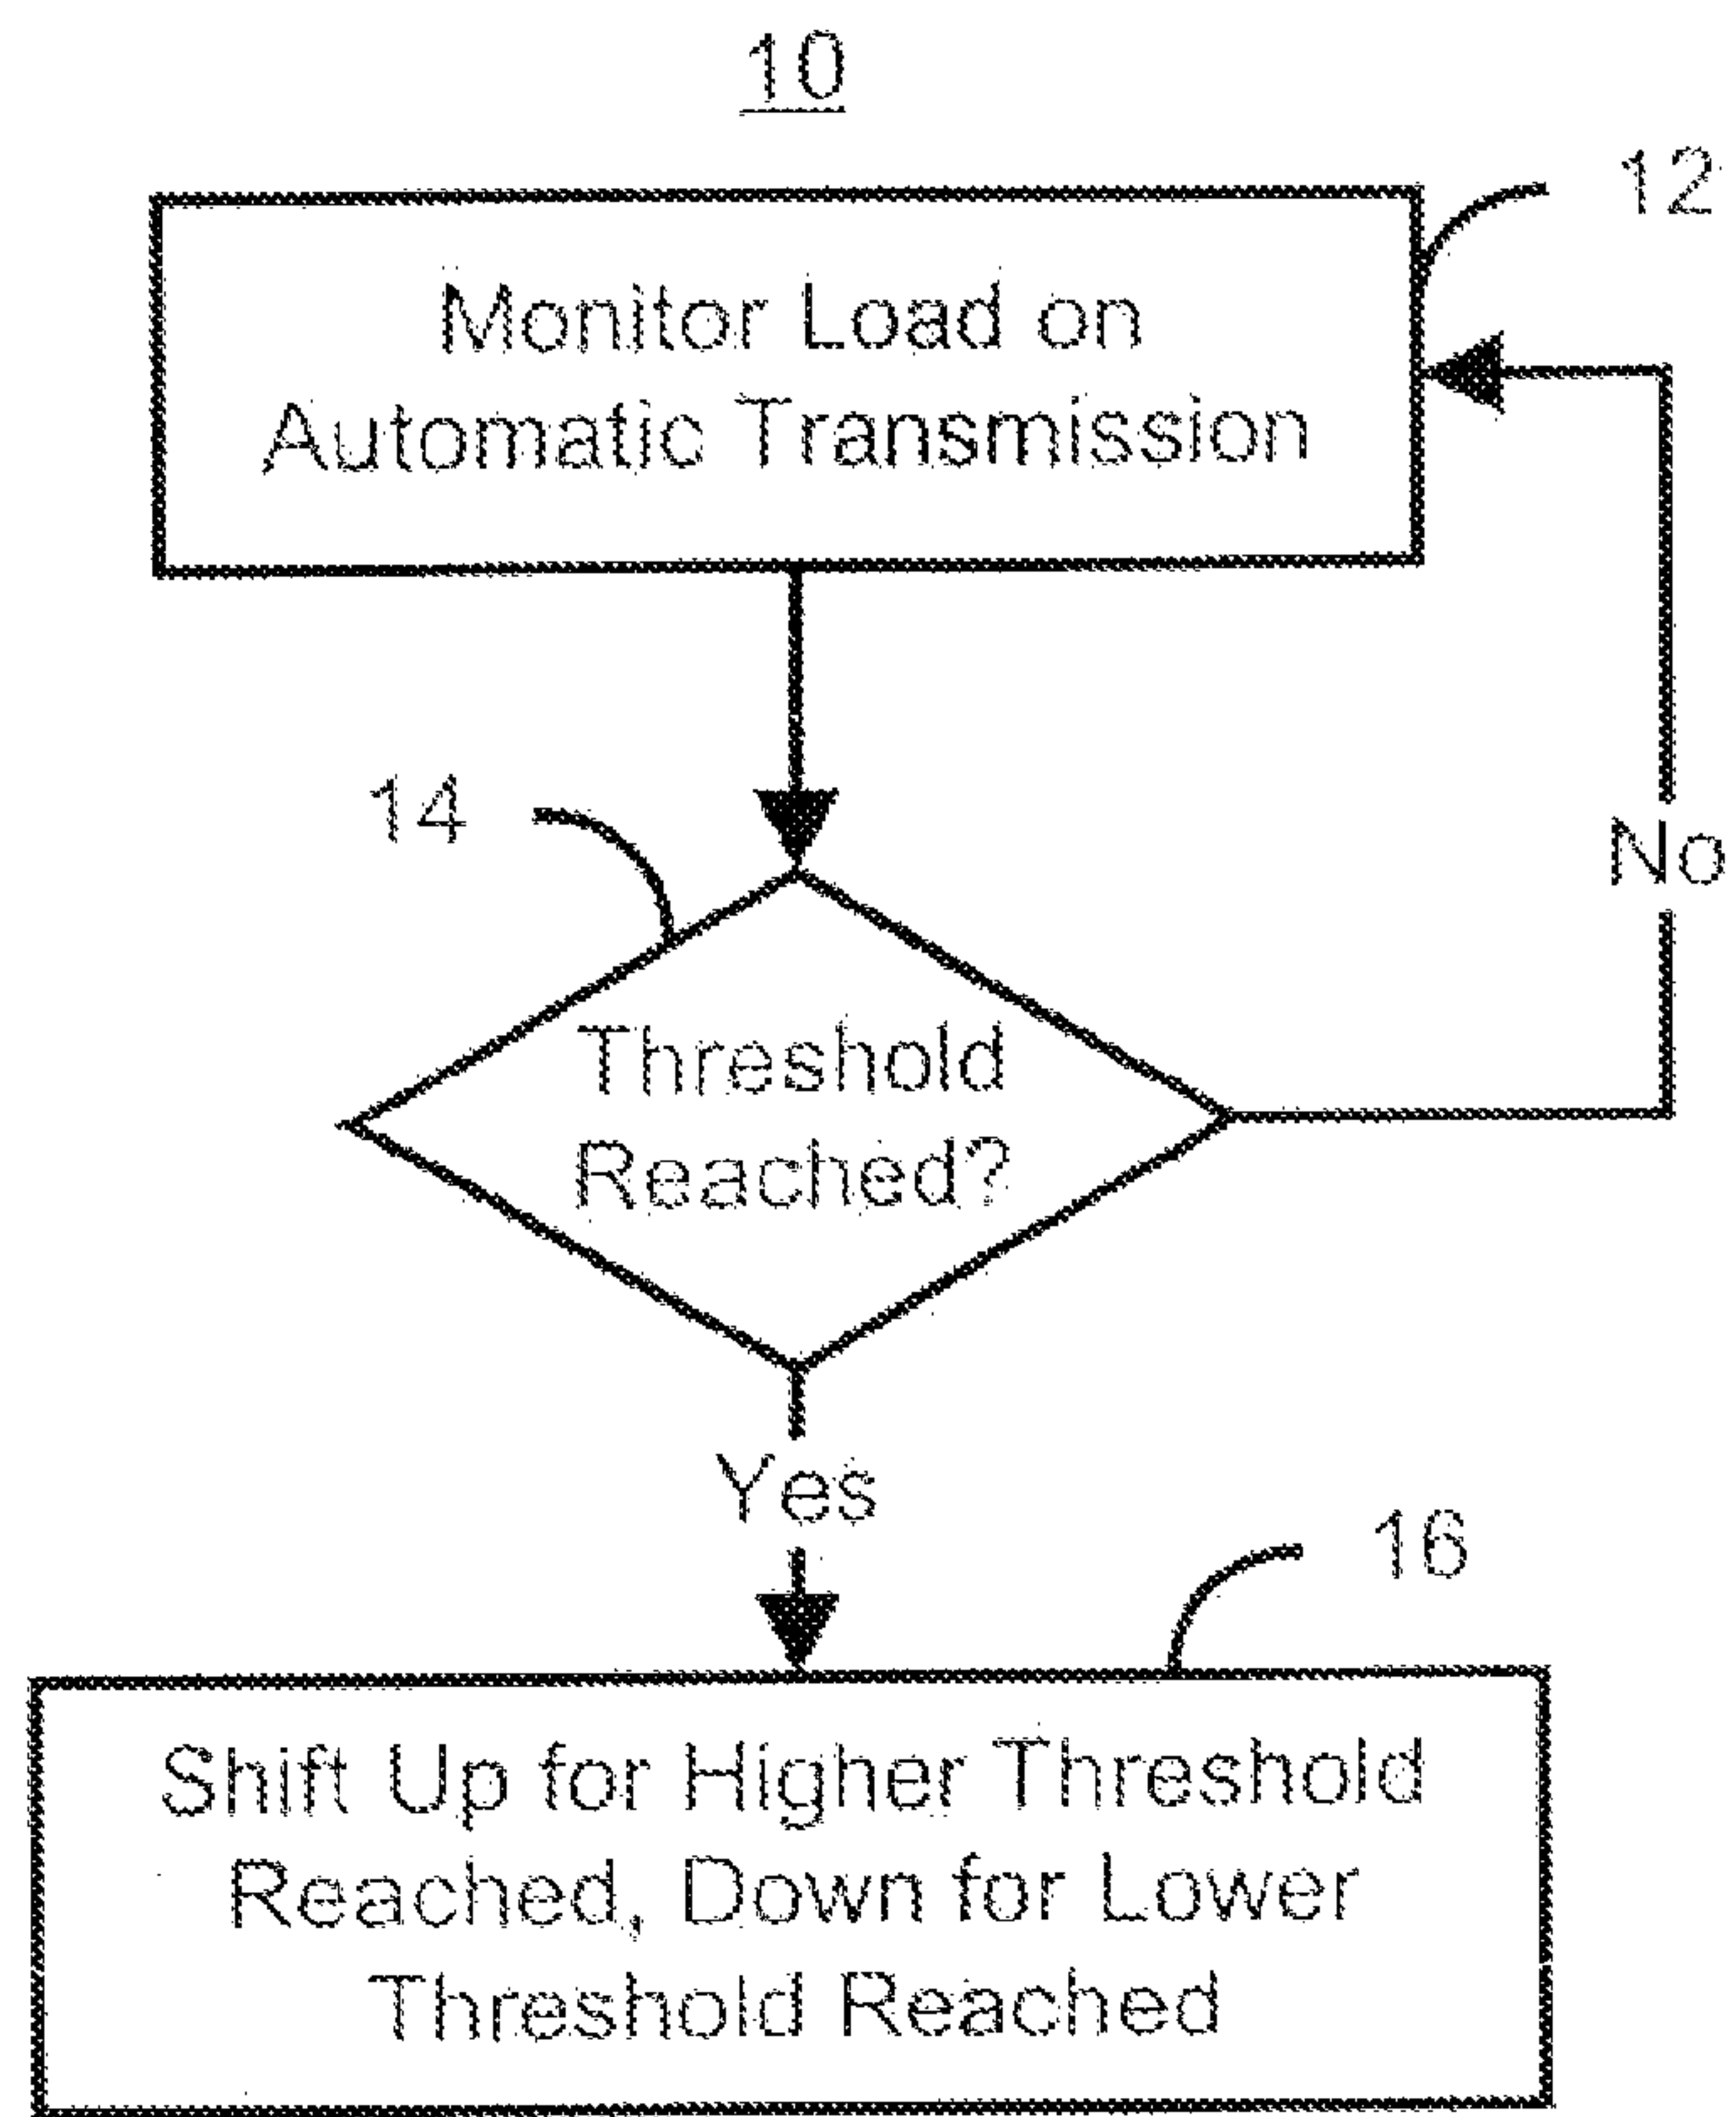 10
12
Monitor Load on
Automatic Transmission
14
No
Threshold
Reached?
Yes
16
Shift Up for Higher Threshold
Reached, Down for Lower
Threshold Reached